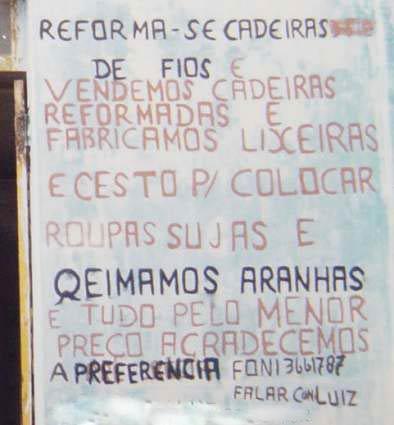 REFORMA-SE CADEIRAS
DE FIOS E
VENDEMOS CADEIRAS
REFORMADAS E
FABRICAMOS LIXEIRAS
E CESTO P/ COLOCAR
ROUPAS SUJAS E
QEIMAMOS ARANHAS
E TUDO PELO MENOR
PREÇO AGRADECEMOS
A PREFERENCIA FONI 3661787
FALAR COM LUIZ